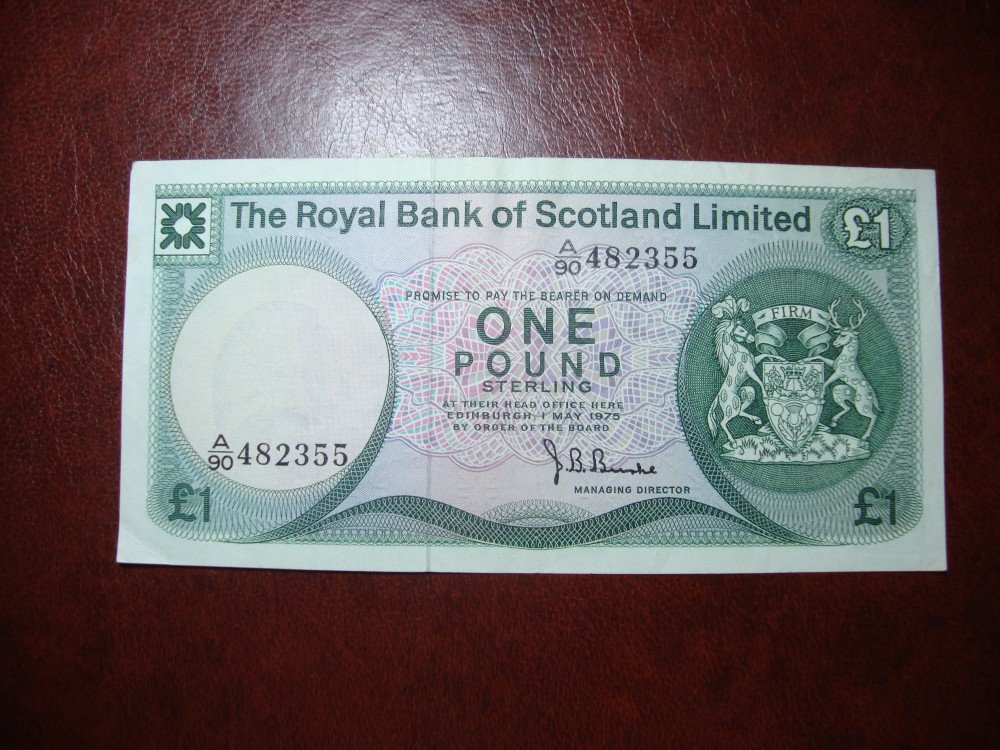 The Royal Bank of Scotland Limited
£1
A/90 482355
PROMISE TO PAY THE BEARER ON DEMAND
ONE
POUND
STERLING
AT THEIR HEAD OFFICE HERE
EDINBURGH, 1 MAY 1975
BY ORDER OF THE BOARD
J. B. Burke
MANAGING DIRECTOR
FIRM
A/90 482355
£1
£1